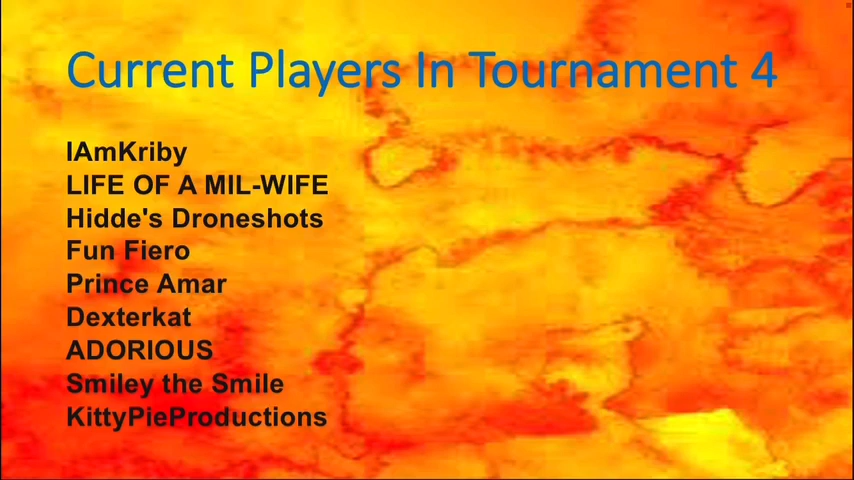 Current Players In Tournament 4
IAmKriby
LIFE OF A MIL-WIFE
Hidde's Droneshots
Fun Fiero
Prince Amar
Dexterkat
ADORIOUS
Smiley the Smile
KittyPieProductions